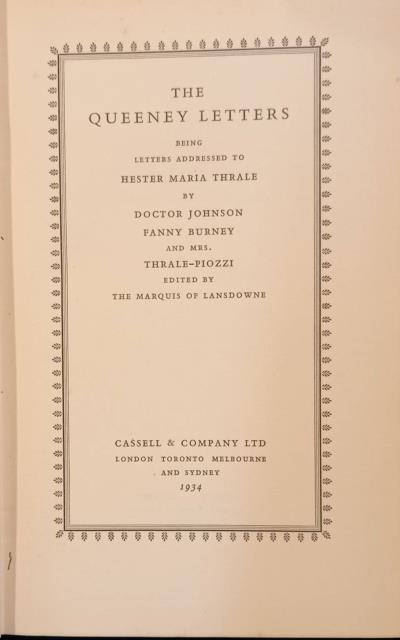 THE
QUEENEY LETTERS
BEING
LETTERS ADDRESSED TO
HESTER MARIA THRALE
BY
DOCTOR JOHNSON
FANNY BURNEY
AND MRS.
THRALE-PIOZZI
EDITED BY
THE MARQUIS OF LANSDOWNE
CASSELL & COMPANY LTD
LONDON TORONTO MELBOURNE
AND SYDNEY
1934